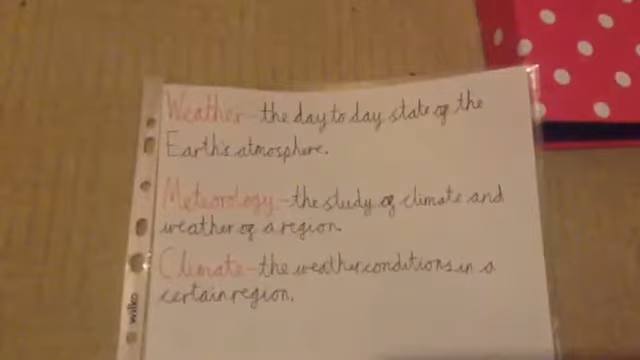 Weather - the day to day state of the
Earth's atmosphere.
Meteorology - the study of climate and
weather of a region.
Climate - the weather conditions in a
certain region.
wilko